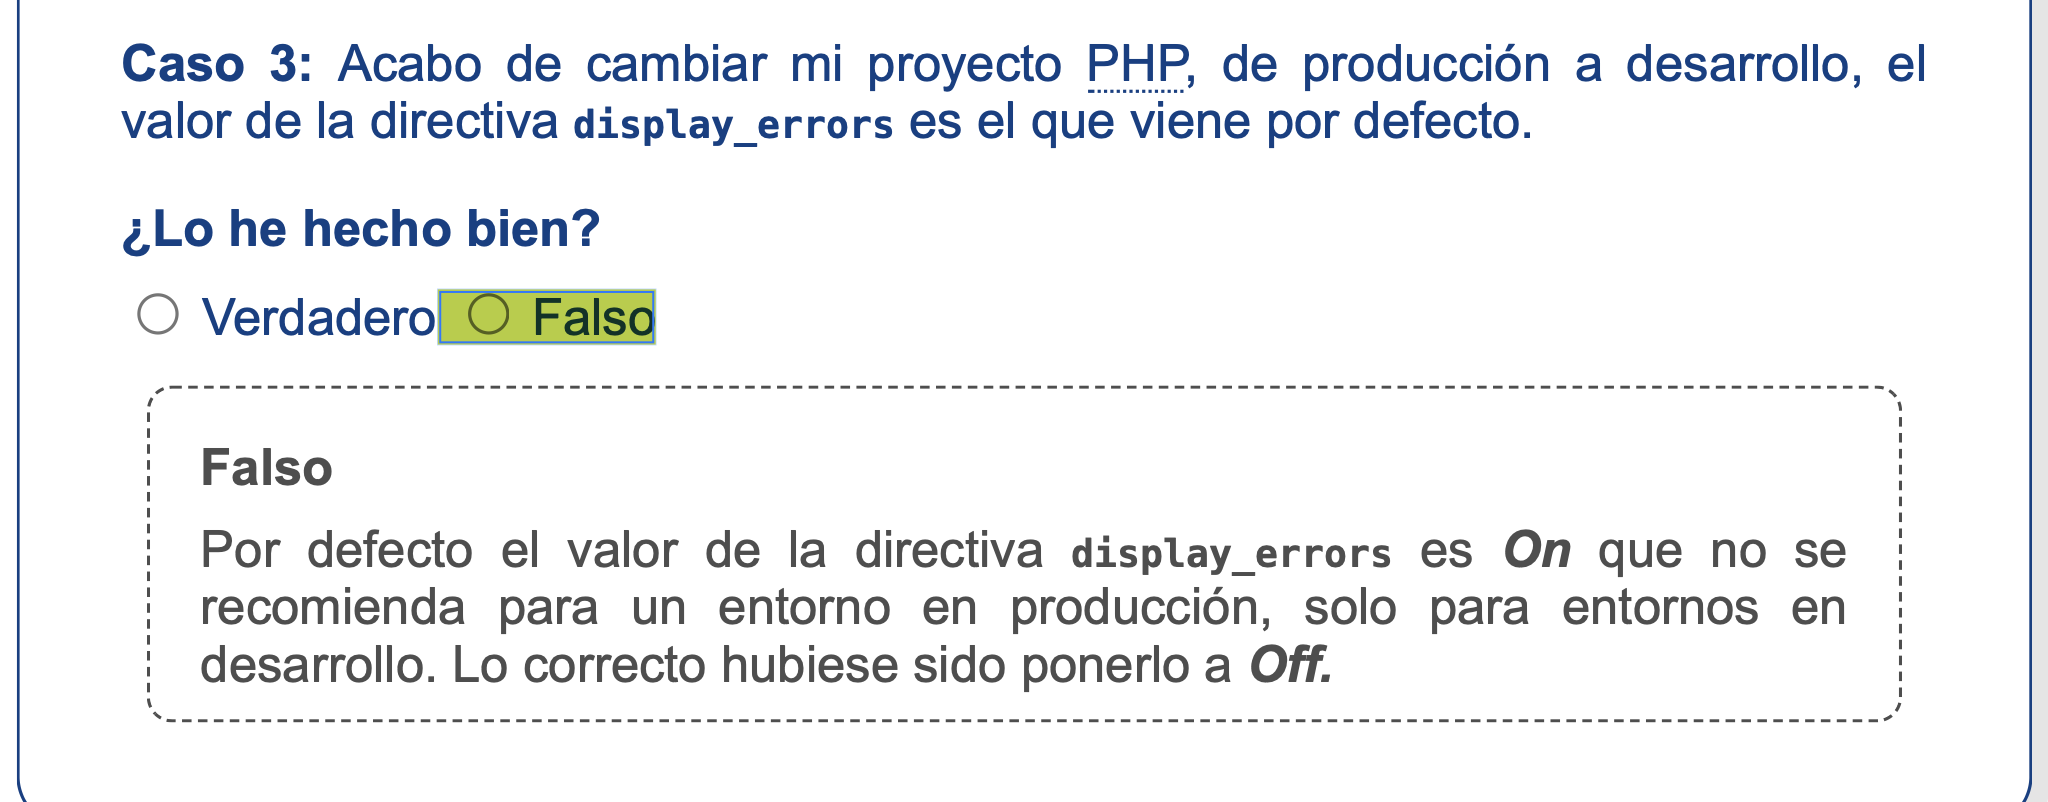 Caso 3: Acabo de cambiar mi proyecto PHP, de producción a desarrollo, el
valor de la directiva display_errors es el que viene por defecto.
¿Lo he hecho bien?
Verdadero Falso
Falso
Por defecto el valor de la directiva display_errors es On que no se
recomienda para un entorno en producción, solo para entornos en
desarrollo. Lo correcto hubiese sido ponerlo a Off.